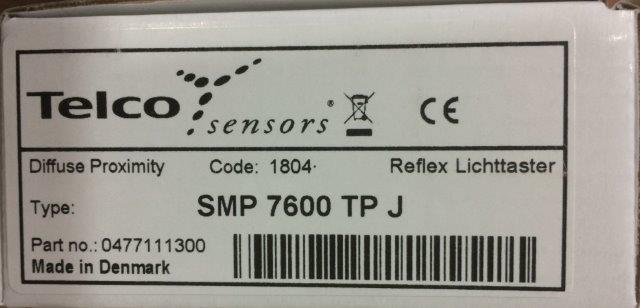 Telco
sensors®
CE
Diffuse Proximity Code: 1804· Reflex Lichttaster
Type: SMP 7600 TP J
Part no.: 0477111300
Made in Denmark